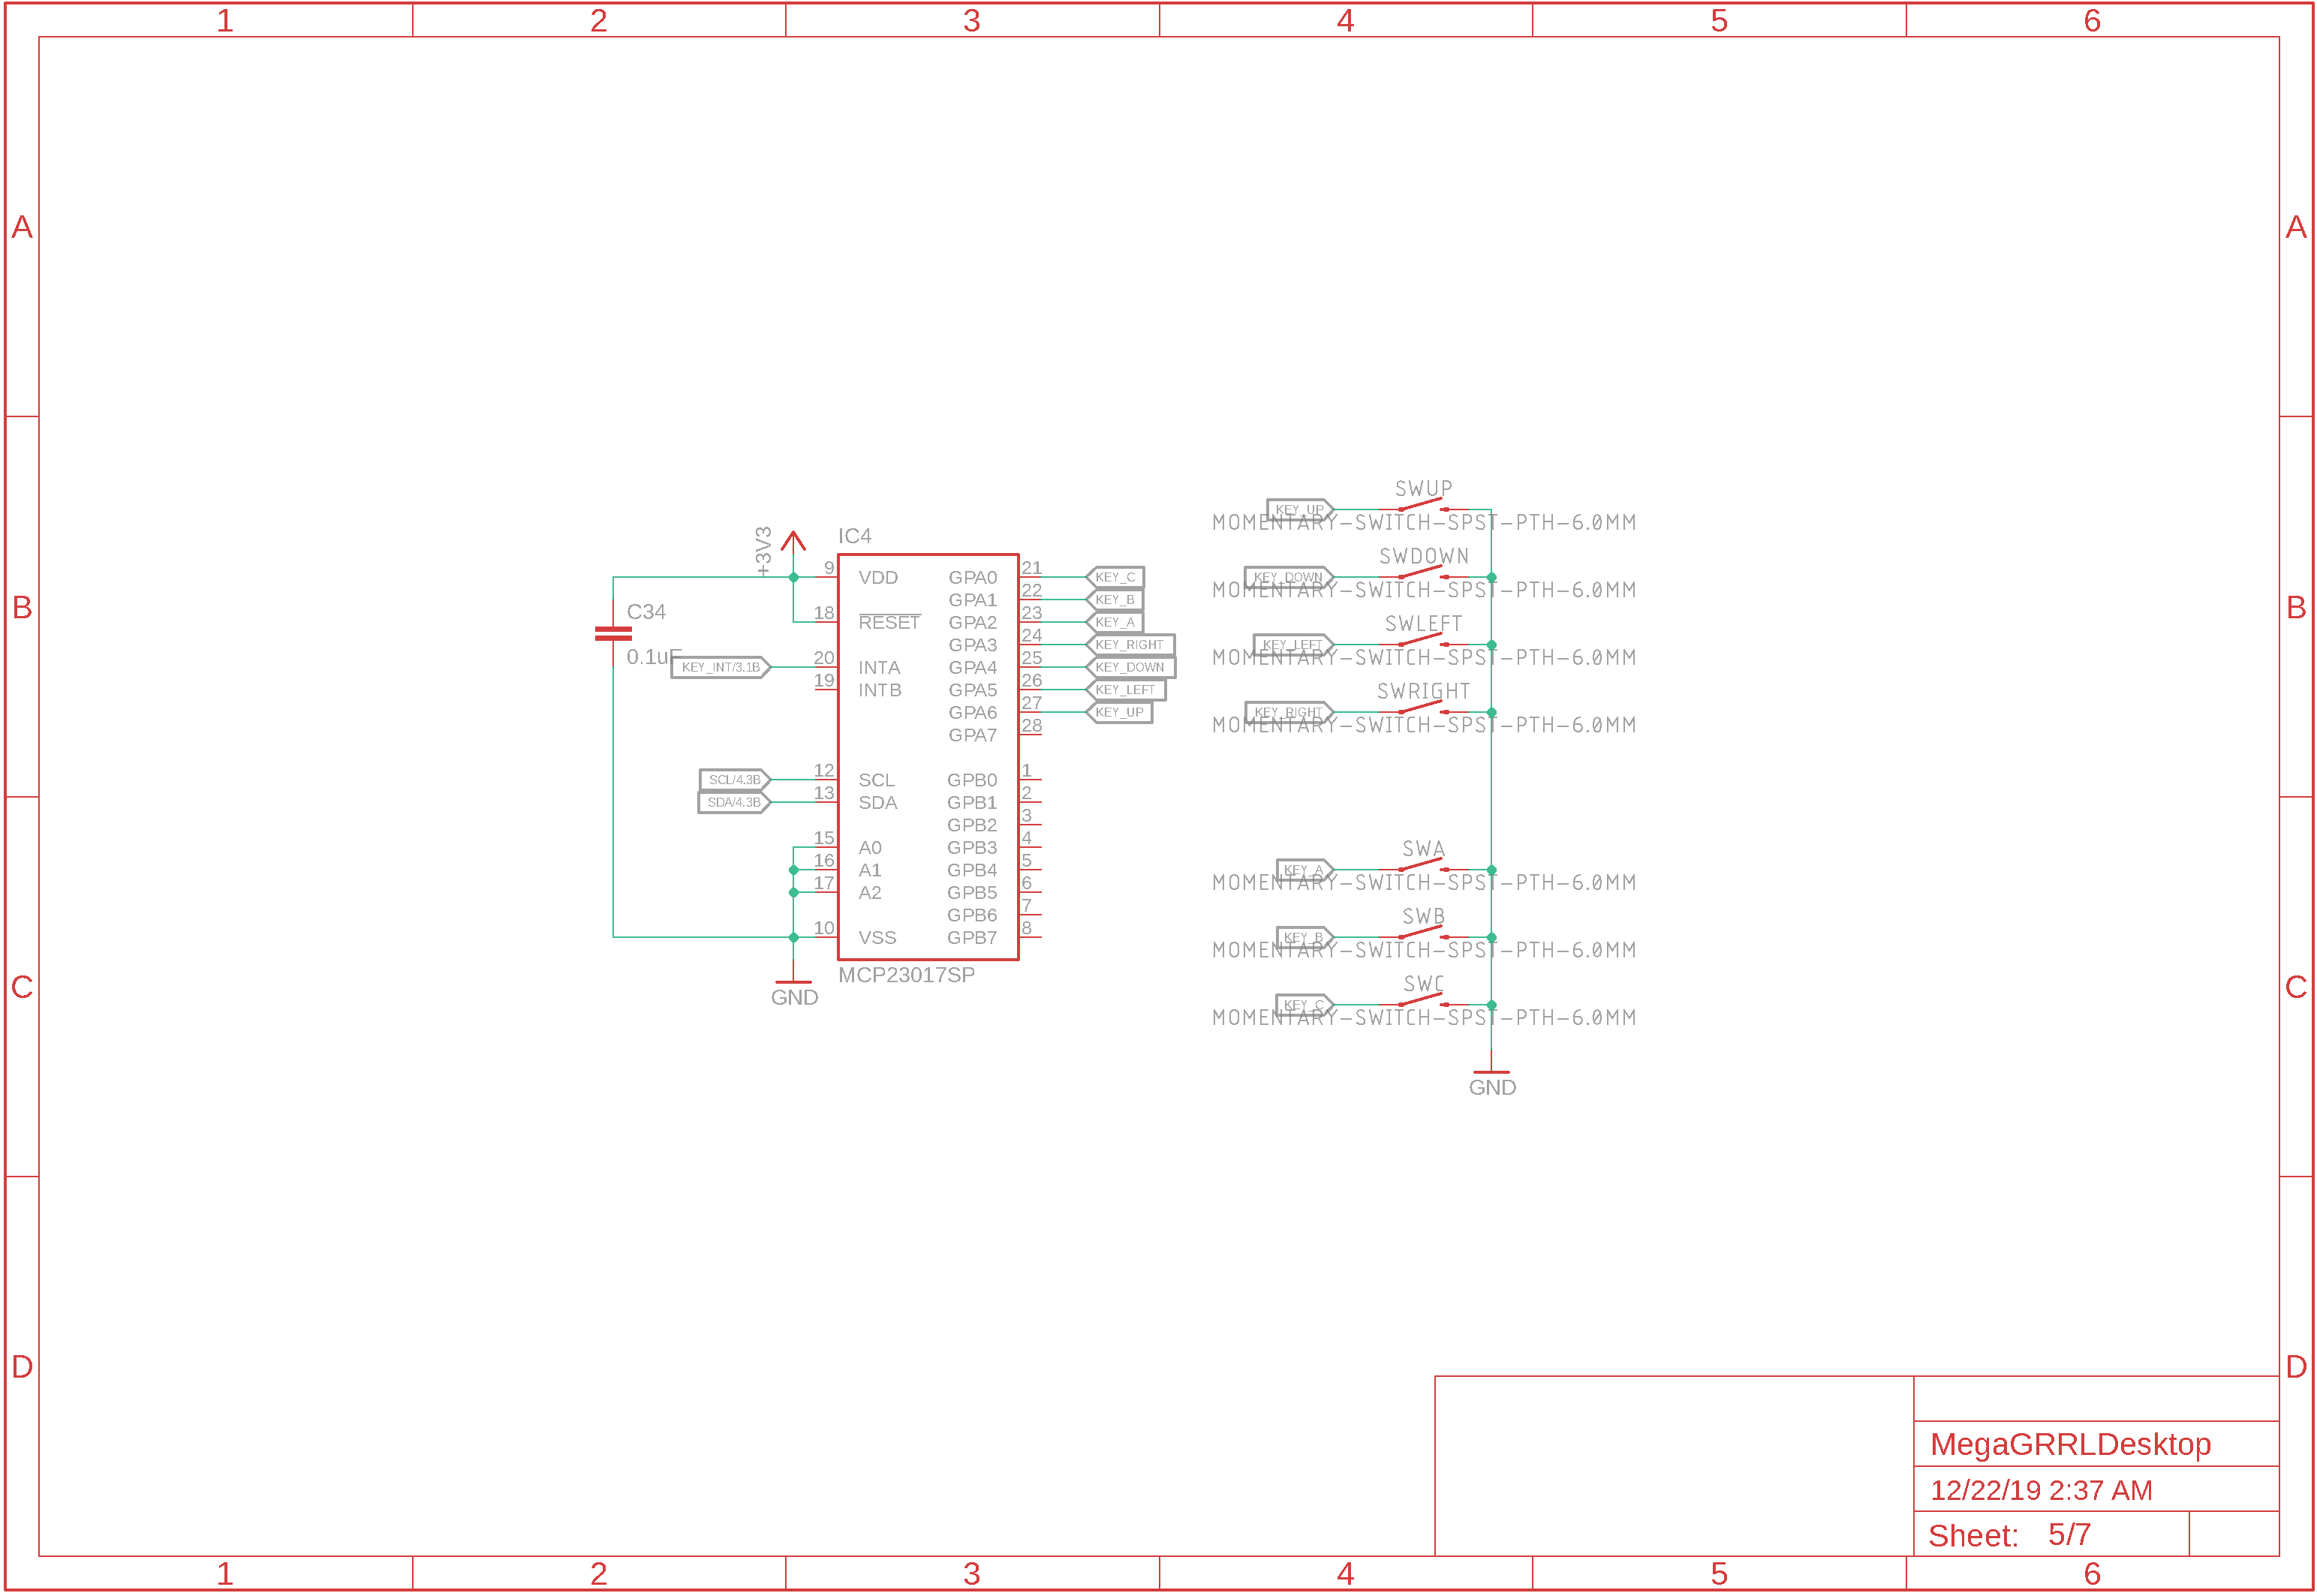 1 2 3 4 5 6
A A
B B
C C
D D
+3V3
IC4
9 VDD GPA0 21 KEY_C
GPA1 22 KEY_B
18 RESET GPA2 23 KEY_A
GPA3 24 KEY_RIGHT
KEY_INT/3.1B 20 INTA GPA4 25 KEY_DOWN
19 INTB GPA5 26 KEY_LEFT
GPA6 27 KEY_UP
GPA7 28
SCL/4.3B 12 SCL GPB0 1
SDA/4.3B 13 SDA GPB1 2
GPB2 3
15 A0 GPB3 4
16 A1 GPB4 5
17 A2 GPB5 6
GPB6 7
10 VSS GPB7 8
MCP23017SP
GND
C34
0.1uF
SWUP
KEY_UP
MOMENTARY-SWITCH-SPST-PTH-6.0MM
SWDOWN
KEY_DOWN
MOMENTARY-SWITCH-SPST-PTH-6.0MM
SWLEFT
KEY_LEFT
MOMENTARY-SWITCH-SPST-PTH-6.0MM
SWRIGHT
KEY_RIGHT
MOMENTARY-SWITCH-SPST-PTH-6.0MM
SWA
KEY_A
MOMENTARY-SWITCH-SPST-PTH-6.0MM
SWB
KEY_B
MOMENTARY-SWITCH-SPST-PTH-6.0MM
SWC
KEY_C
MOMENTARY-SWITCH-SPST-PTH-6.0MM
GND
MegaGRRLDesktop
12/22/19 2:37 AM
Sheet: 5/7
1 2 3 4 5 6